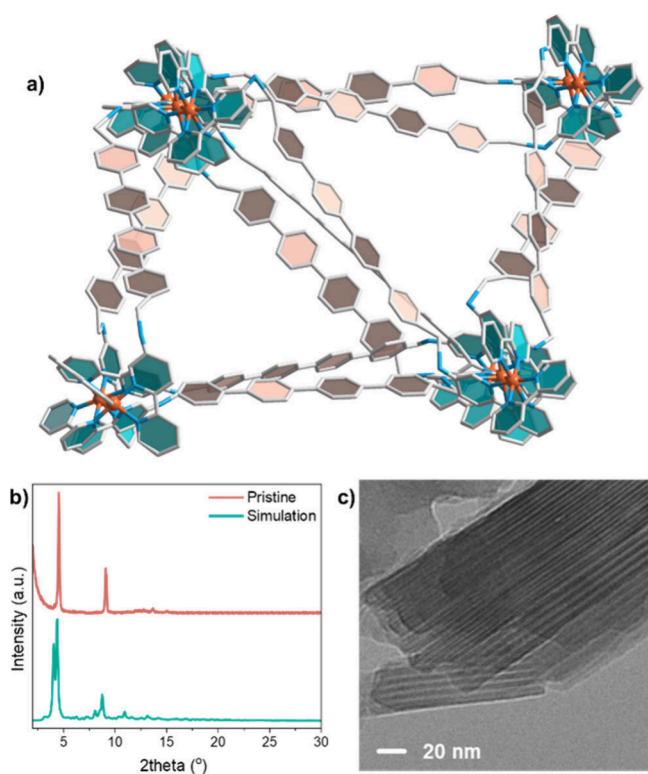 a)
b)
Pristine
Simulation
Intensity (a.u.)
5
10
15
20
25
30
2theta (°)
c)
20 nm